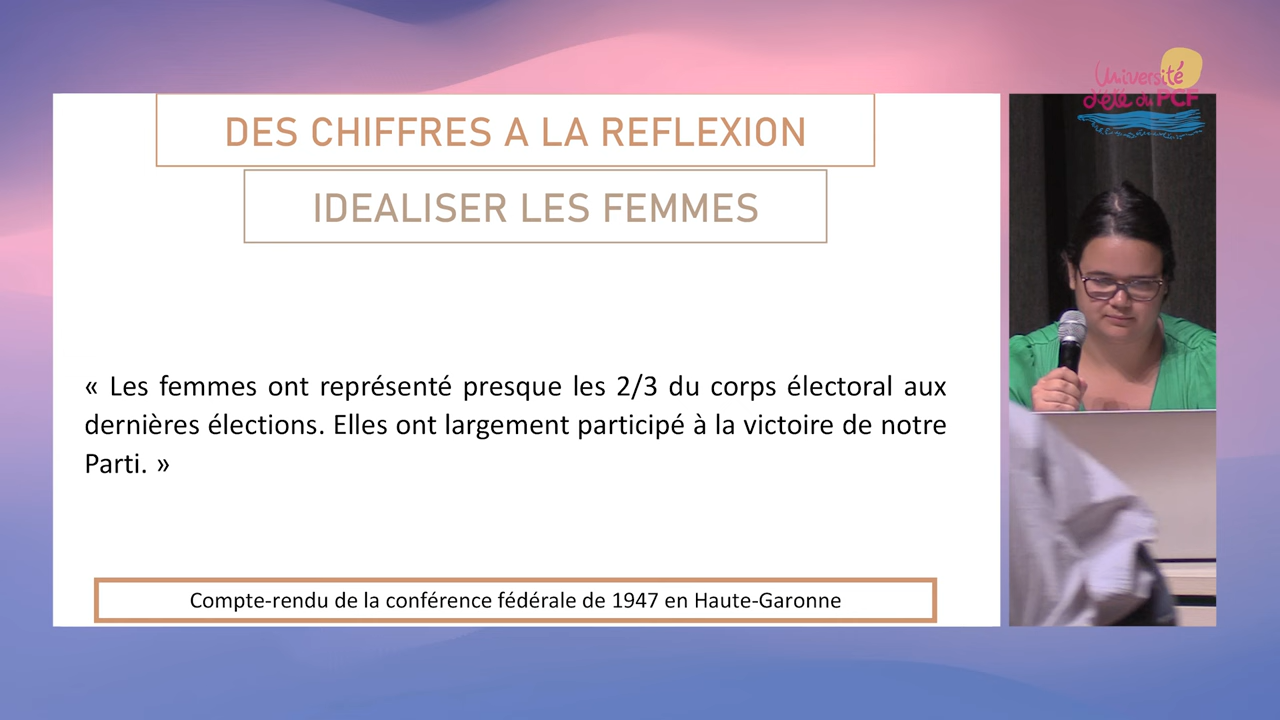 Université
d'été du PCF
DES CHIFFRES A LA REFLEXION
IDEALISER LES FEMMES
« Les femmes ont représenté presque les 2/3 du corps électoral aux
dernières élections. Elles ont largement participé à la victoire de notre
Parti. »
Compte-rendu de la conférence fédérale de 1947 en Haute-Garonne